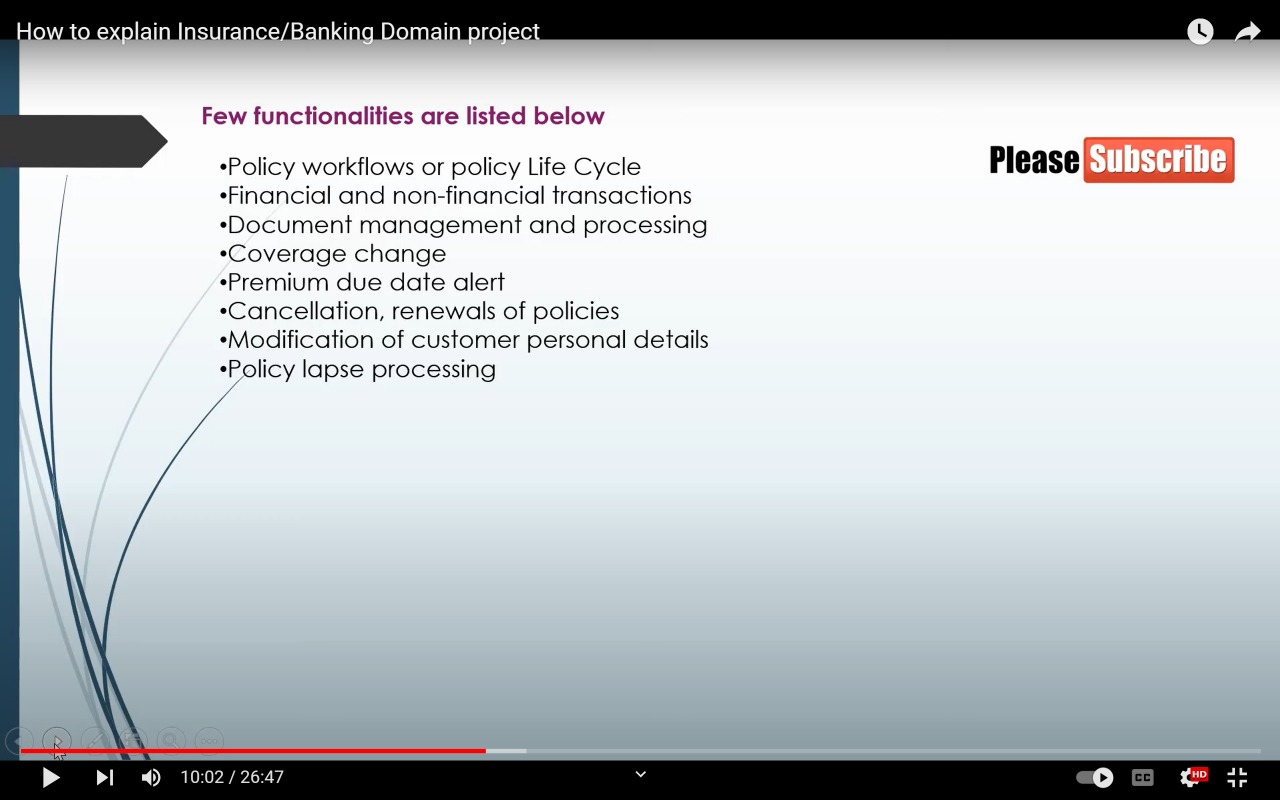 How to explain Insurance/Banking Domain project
Few functionalities are listed below
Please Subscribe
•Policy workflows or policy Life Cycle
•Financial and non-financial transactions
•Document management and processing
•Coverage change
•Premium due date alert
•Cancellation, renewals of policies
•Modification of customer personal details
•Policy lapse processing
10:02 / 26:47
CC
HD